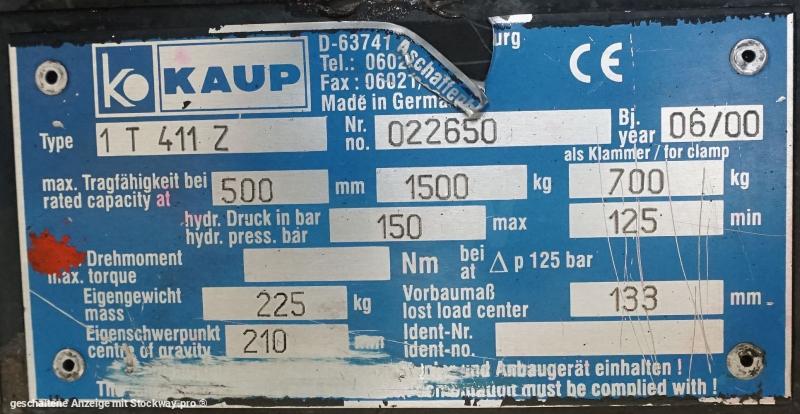 ko KAUP
D-63741 Aschaffenburg
Tel.: 0602
Fax : 06021/
Made in Germa
CE
Type 1 T 411 Z Nr. no. 022650 Bj. year 06/00
als Klammer / for clamp
max. Tragfähigkeit bei
rated capacity at 500 mm 1500 kg 700 kg
hydr. Druck in bar
hydr. press. bar 150 max 125 min
Drehmoment
max. torque Nm bei at Δ p 125 bar
Eigengewicht
mass 225 kg
Vorbaumaß
lost load center 133 mm
Eigenschwerpunkt
centre of gravity 210
Ident-Nr.
Ident-no.
Anbaugerät einhalten !
must be complied with !
The
geschaltene Anzeige mit Stockway pro ®